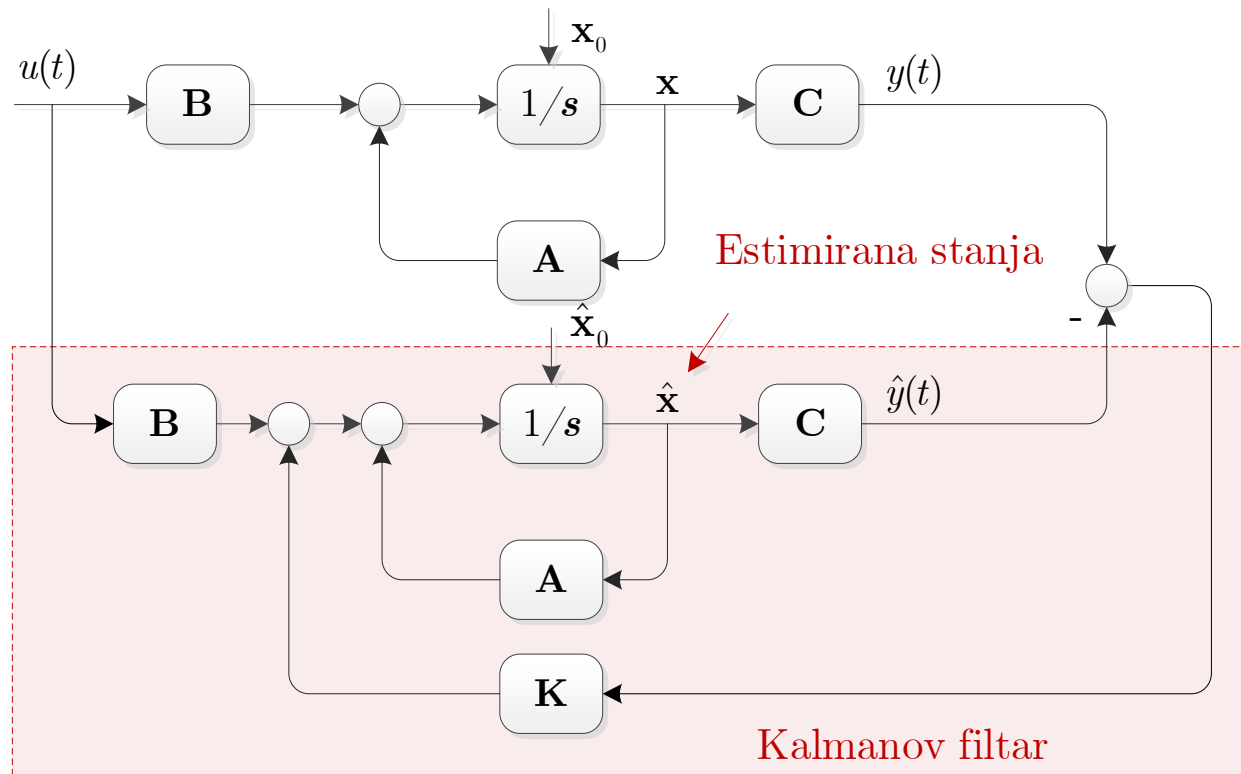 x₀
u(t)
B
1/s
x
C
y(t)
A
Estimirana stanja
x̂₀
-
B
1/s
x̂
C
ŷ(t)
A
K
Kalmanov filtar